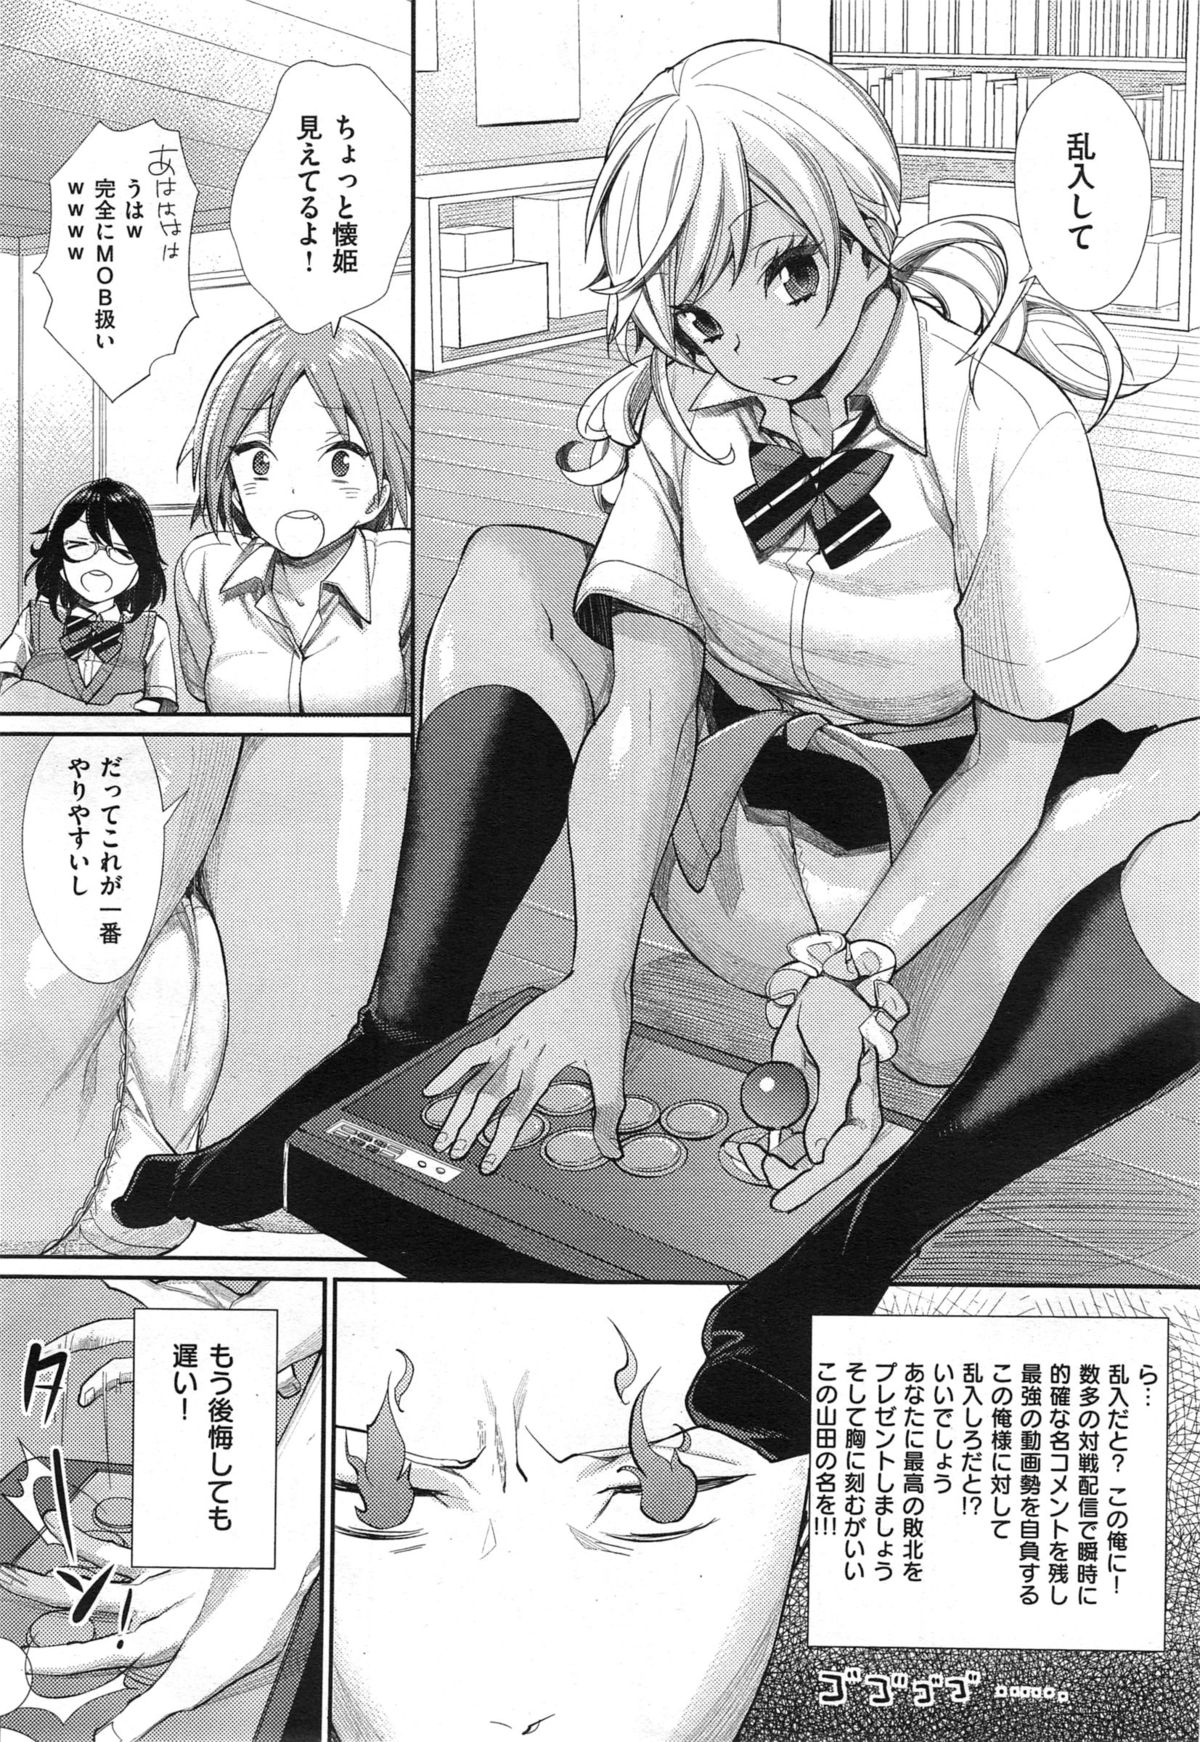 乱入して
ちょっと懐姫
見えてるよ！
あはははは
うはw
完全にMOB扱い
wwww
だってこれが一番
やりやすいし
ら…
乱入だと？この俺に！
数多の対戦配信で瞬時に
的確な名コメントを残し
最強の動画勢を自負する
この俺様に対して
乱入しろだと!?
いいでしょう
あなたに最高の敗北を
プレゼントしましょう
そして胸に刻むがいい
この山田の名を!!!
ゴゴゴゴ……
もう後悔しても
遅い！
タンッ